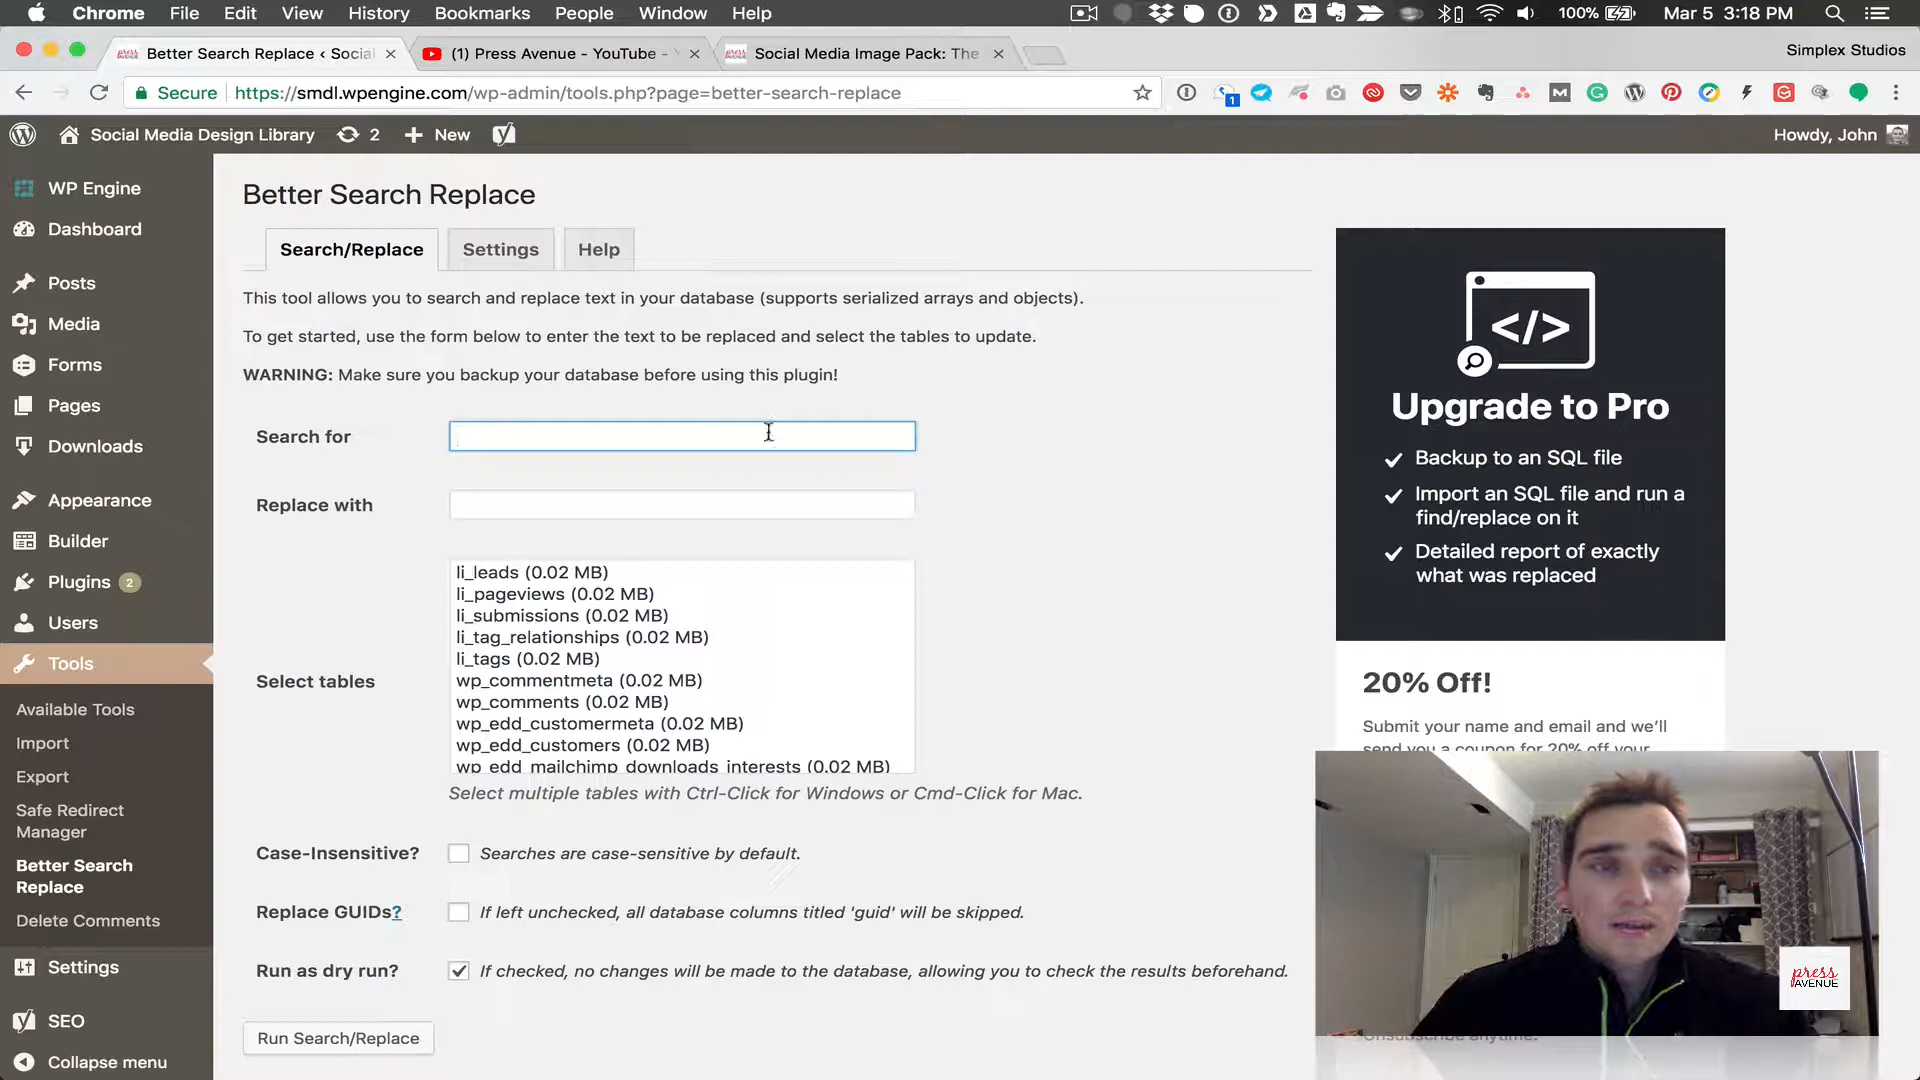 Chrome File Edit View History Bookmarks People Window Help 100% Mar 5 3:18 PM
Better Search Replace ‹ Social (1) Press Avenue - YouTube - Social Media Image Pack: The Simplex Studios
Secure https://smdl.wpengine.com/wp-admin/tools.php?page=better-search-replace 1
Social Media Design Library 2 New Howdy, John
WP Engine
Dashboard
Posts
Media
Forms
Pages
Downloads
Appearance
Builder
Plugins 2
Users
Tools
Available Tools
Import
Export
Safe Redirect
Manager
Better Search
Replace
Delete Comments
Settings
SEO
Collapse menu
Better Search Replace
Search/Replace Settings Help
This tool allows you to search and replace text in your database (supports serialized arrays and objects).
To get started, use the form below to enter the text to be replaced and select the tables to update.
WARNING: Make sure you backup your database before using this plugin!
Search for
Replace with
Select tables
li_leads (0.02 MB)
li_pageviews (0.02 MB)
li_submissions (0.02 MB)
li_tag_relationships (0.02 MB)
li_tags (0.02 MB)
wp_commentmeta (0.02 MB)
wp_comments (0.02 MB)
wp_edd_customermeta (0.02 MB)
wp_edd_customers (0.02 MB)
wp_edd_mailchimp_downloads_interests (0.02 MB)
Select multiple tables with Ctrl-Click for Windows or Cmd-Click for Mac.
Case-Insensitive? Searches are case-sensitive by default.
Replace GUIDs? If left unchecked, all database columns titled 'guid' will be skipped.
Run as dry run? If checked, no changes will be made to the database, allowing you to check the results beforehand.
Run Search/Replace
</>
Upgrade to Pro
Backup to an SQL file
Import an SQL file and run a
find/replace on it
Detailed report of exactly
what was replaced
20% Off!
Submit your name and email and we'll
send you a coupon for 20% off your
press
AVENUE
Unsubscribe anytime.